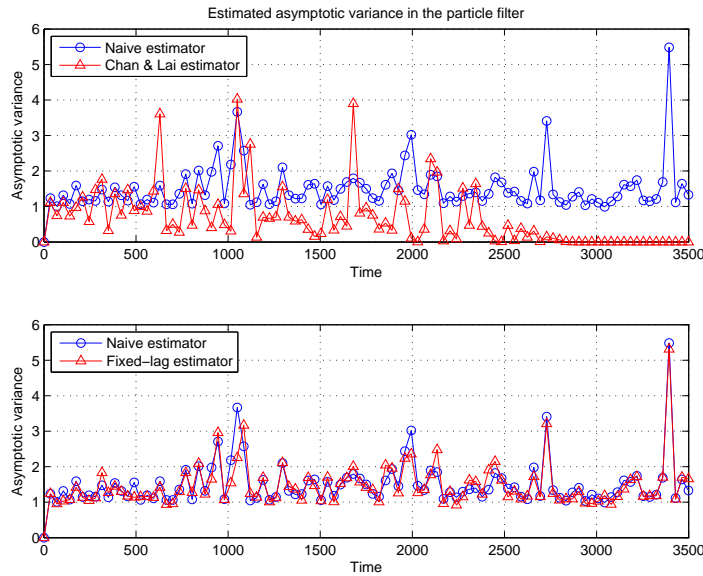 Estimated asymptotic variance in the particle filter
6
5
4
3
2
1
0
Asymptotic variance
Naive estimator
Chan & Lai estimator
0 500 1000 1500 2000 2500 3000 3500
Time
6
5
4
3
2
1
0
Asymptotic variance
Naive estimator
Fixed−lag estimator
0 500 1000 1500 2000 2500 3000 3500
Time